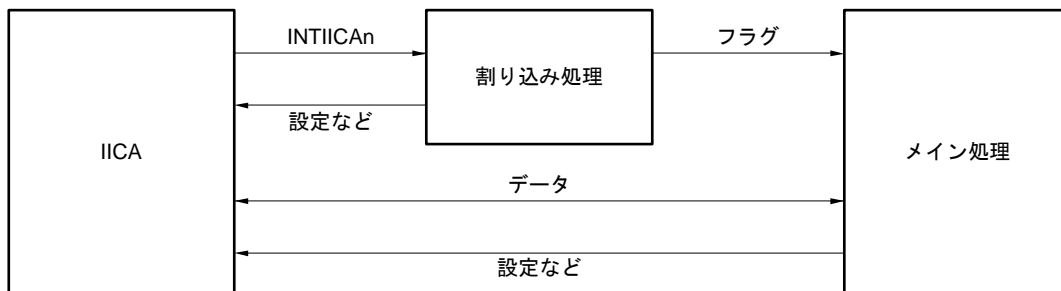 INTIICAn
フラグ
割り込み処理
設定など
IICA
メイン処理
データ
設定など